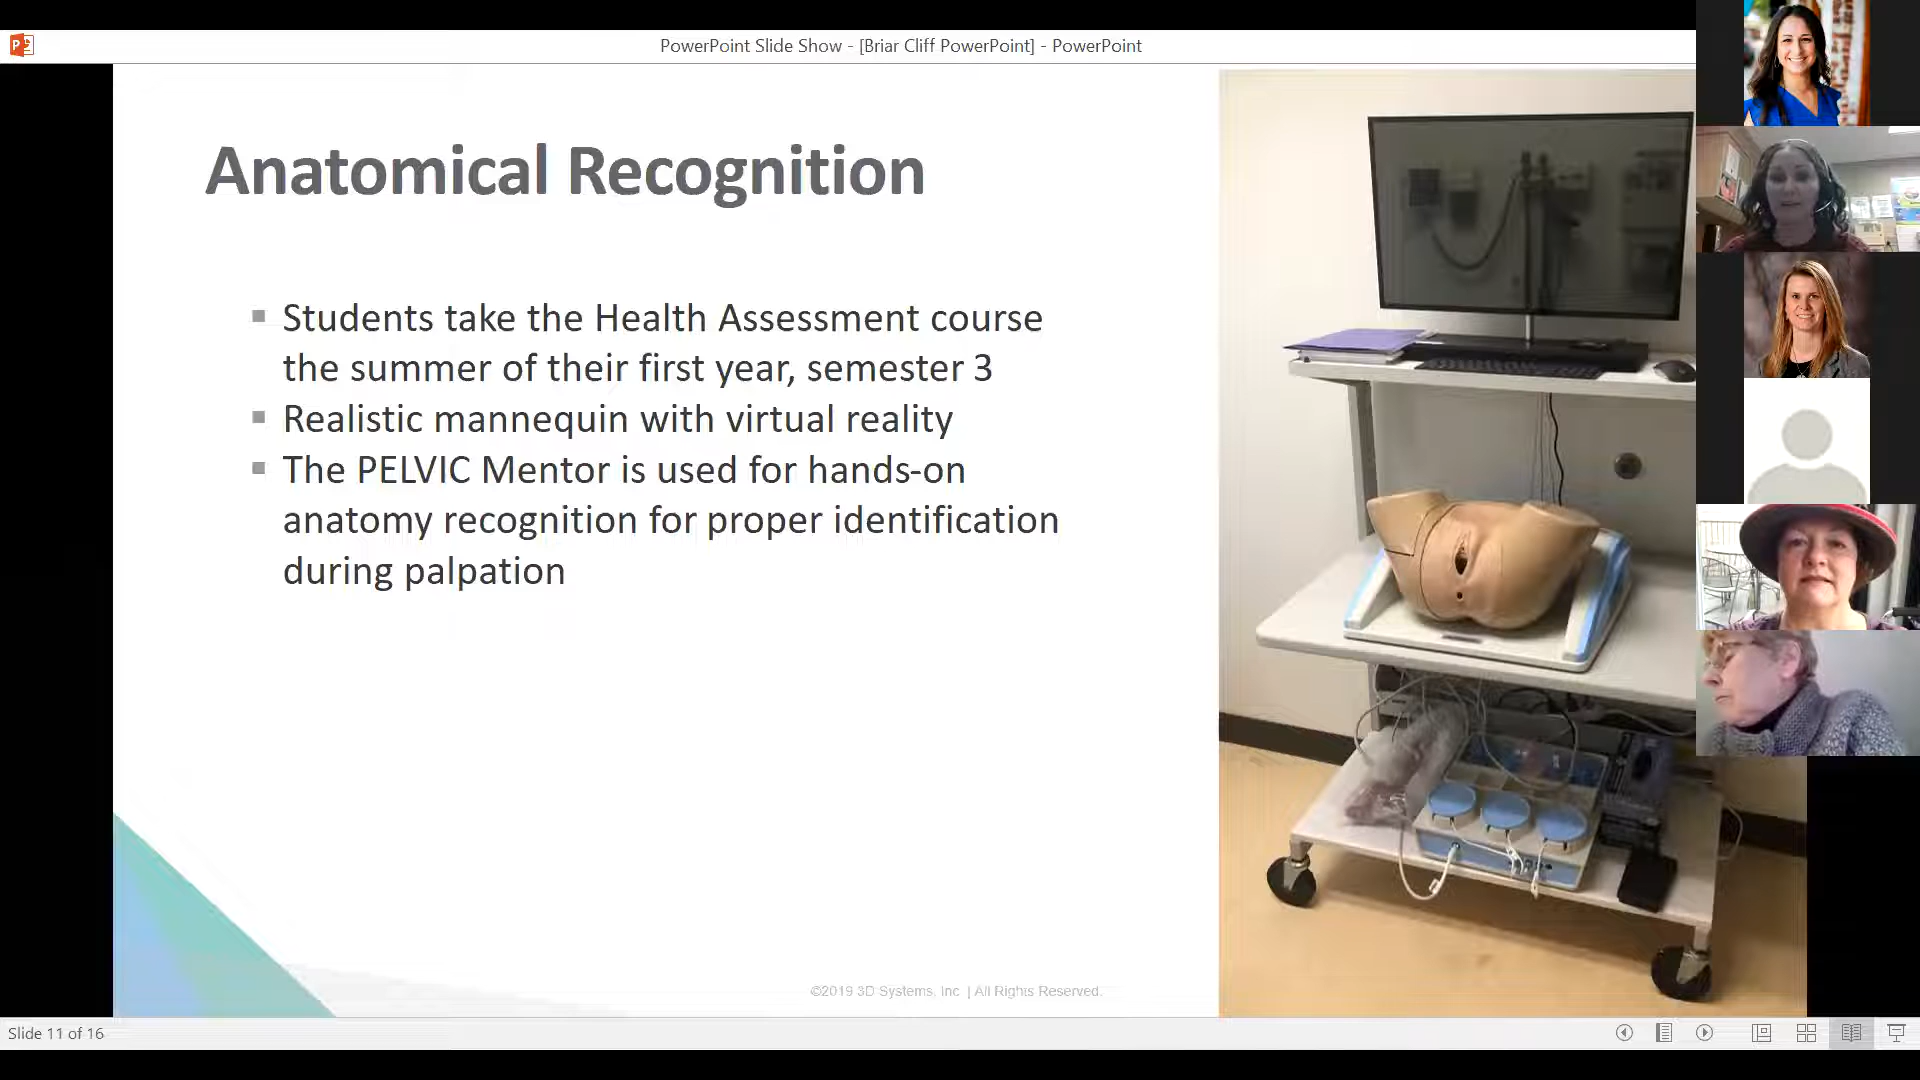 PowerPoint Slide Show - [Briar Cliff PowerPoint] - PowerPoint
Anatomical Recognition
Students take the Health Assessment course
the summer of their first year, semester 3
Realistic mannequin with virtual reality
The PELVIC Mentor is used for hands-on
anatomy recognition for proper identification
during palpation
©2019 3D Systems, Inc. | All Rights Reserved.
Slide 11 of 16